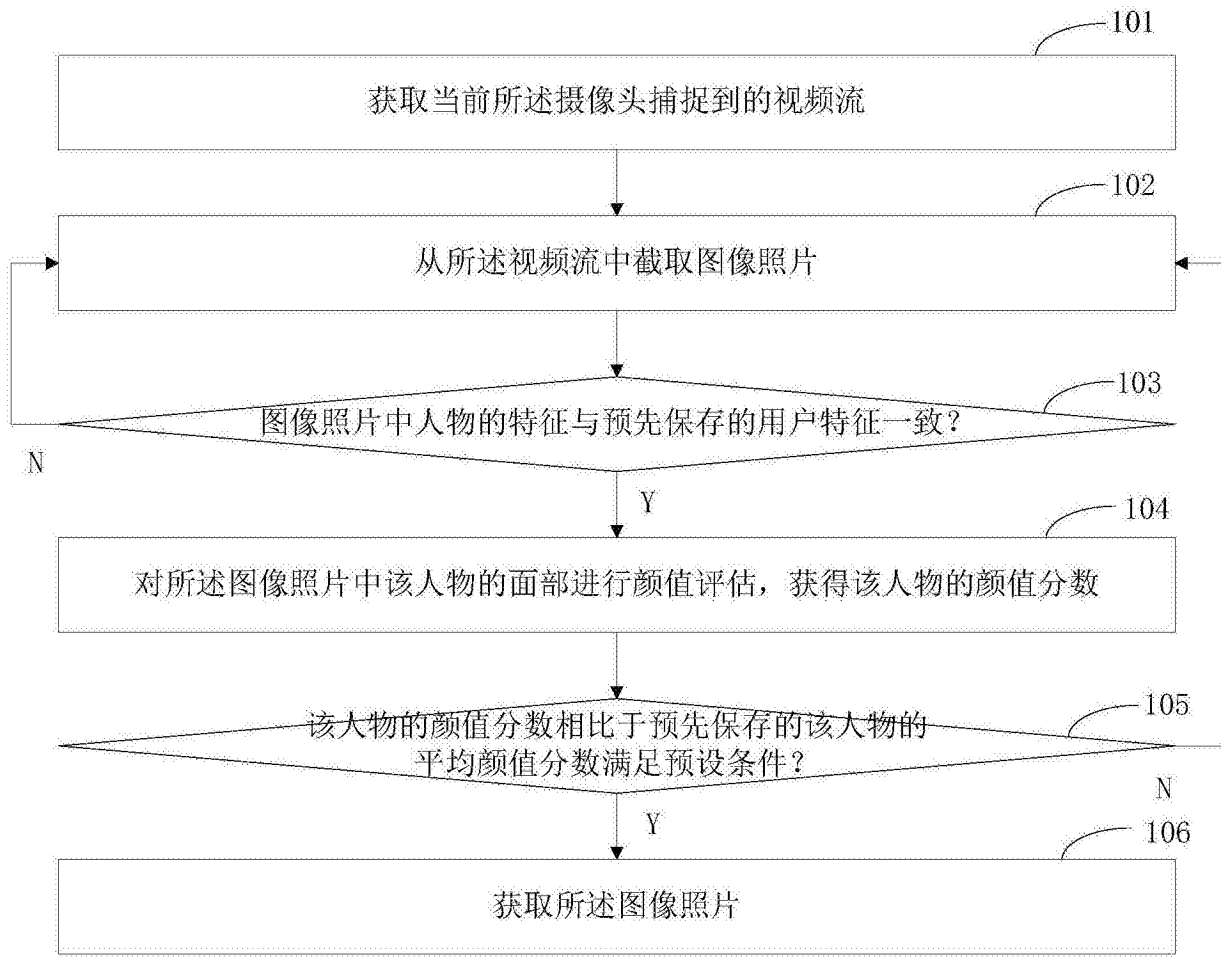 101
获取当前所述摄像头捕捉到的视频流
102
从所述视频流中截取图像照片
103
图像照片中人物的特征与预先保存的用户特征一致?
N
Y
104
对所述图像照片中该人物的面部进行颜值评估,获得该人物的颜值分数
105
该人物的颜值分数相比于预先保存的该人物的
平均颜值分数满足预设条件?
N
Y
106
获取所述图像照片